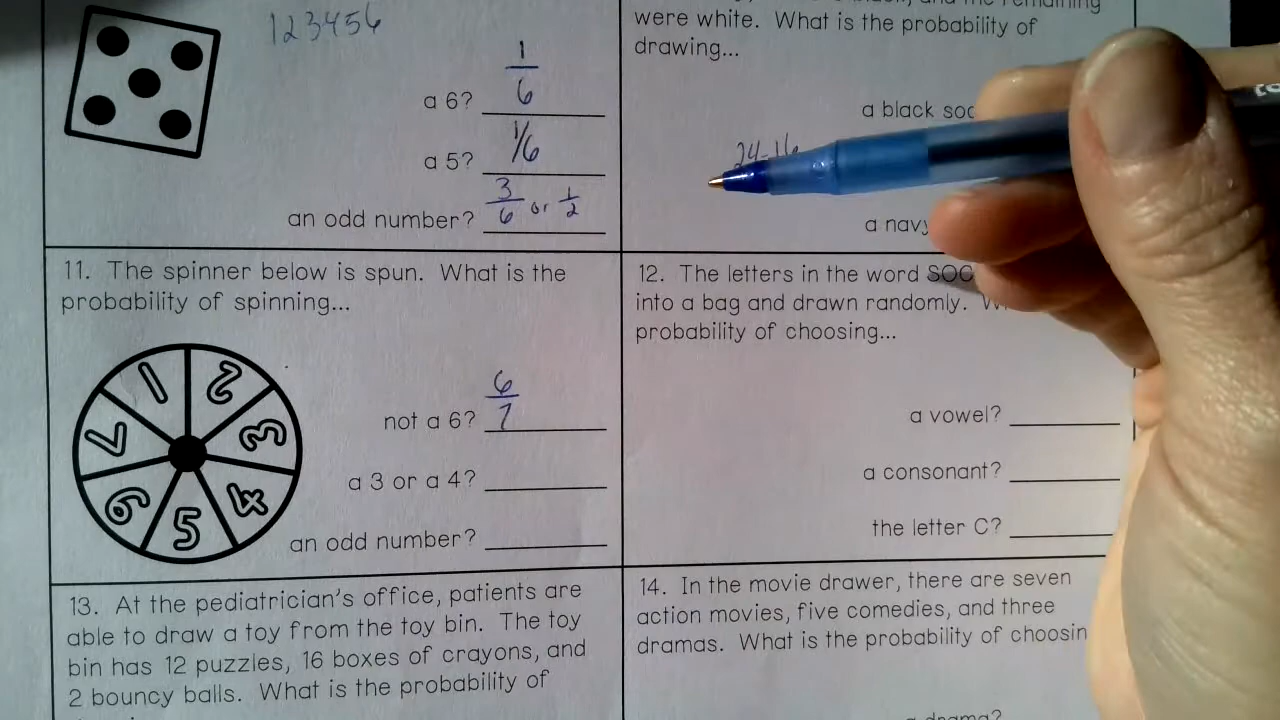 123456
were white. What is the probability of
drawing...
a 6? 1/6
a 5? 1/6
an odd number? 3/6 or 1/2
a black soc
24-16
a navy
11. The spinner below is spun. What is the
probability of spinning...
1 2 3 4 5 6 7
not a 6? 6/7
a 3 or a 4?
an odd number?
12. The letters in the word SOC
into a bag and drawn randomly.
probability of choosing...
a vowel?
a consonant?
the letter C?
13. At the pediatrician's office, patients are
able to draw a toy from the toy bin. The toy
bin has 12 puzzles, 16 boxes of crayons, and
2 bouncy balls. What is the probability of
14. In the movie drawer, there are seven
action movies, five comedies, and three
dramas. What is the probability of choosin
a drama?